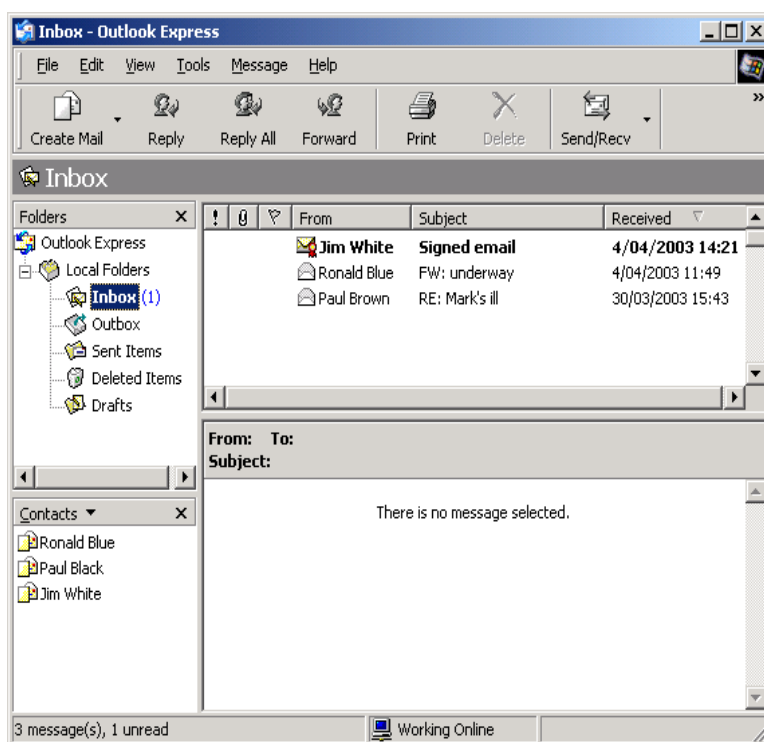 Inbox - Outlook Express
File Edit View Tools Message Help
Create Mail Reply Reply All Forward Print Delete Send/Recv »
Inbox
Folders X
! From Subject Received
Outlook Express
Local Folders
Inbox (1)
Outbox
Sent Items
Deleted Items
Drafts
Jim White Signed email 4/04/2003 14:21
Ronald Blue FW: underway 4/04/2003 11:49
Paul Brown RE: Mark's ill 30/03/2003 15:43
From: To:
Subject:
There is no message selected.
Contacts X
Ronald Blue
Paul Black
Jim White
3 message(s), 1 unread
Working Online